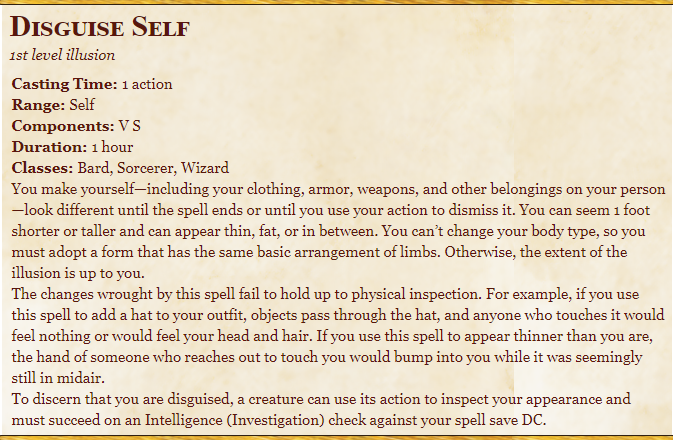 Disguise Self
1st level illusion
Casting Time: 1 action
Range: Self
Components: V S
Duration: 1 hour
Classes: Bard, Sorcerer, Wizard
You make yourself—including your clothing, armor, weapons, and other belongings on your person
—look different until the spell ends or until you use your action to dismiss it. You can seem 1 foot
shorter or taller and can appear thin, fat, or in between. You can't change your body type, so you
must adopt a form that has the same basic arrangement of limbs. Otherwise, the extent of the
illusion is up to you.
The changes wrought by this spell fail to hold up to physical inspection. For example, if you use
this spell to add a hat to your outfit, objects pass through the hat, and anyone who touches it would
feel nothing or would feel your head and hair. If you use this spell to appear thinner than you are,
the hand of someone who reaches out to touch you would bump into you while it was seemingly
still in midair.
To discern that you are disguised, a creature can use its action to inspect your appearance and
must succeed on an Intelligence (Investigation) check against your spell save DC.